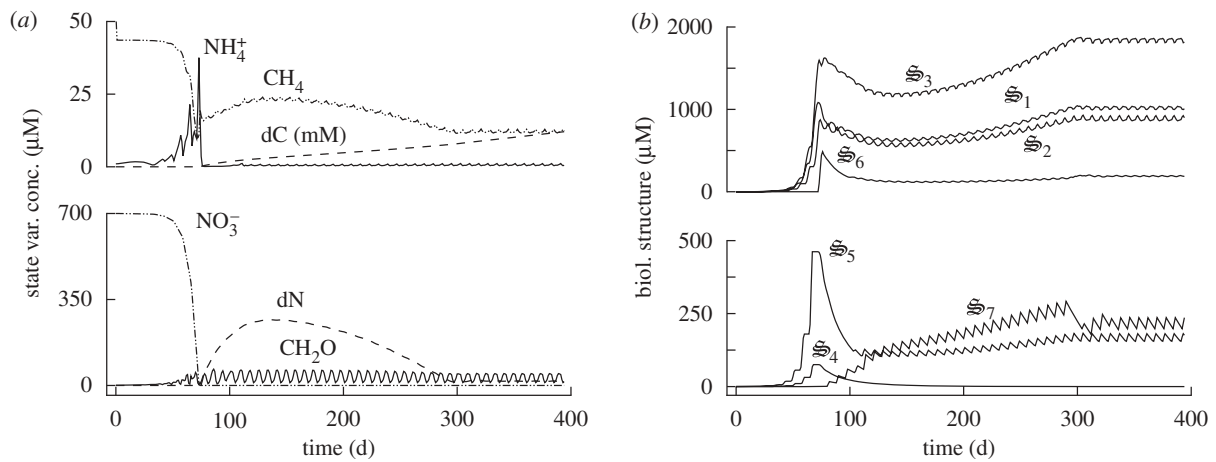 (a)
50
25
0
NH₄⁺
CH₄
dC (mM)
700
350
0
NO₃⁻
dN
CH₂O
0
100
200
300
400
time (d)
state var. conc. (μM)
(b)
2000
1000
0
𝕊₃
𝕊₁
𝕊₂
𝕊₆
500
250
0
𝕊₅
𝕊₇
𝕊₄
0
100
200
300
400
time (d)
biol. structure (μM)